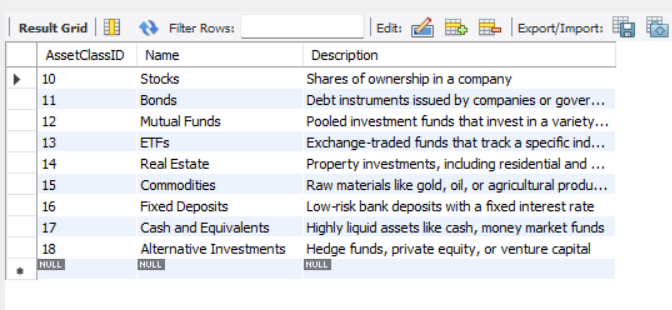 Result Grid Filter Rows: Edit: Export/Import:
AssetClassID Name Description
10 Stocks Shares of ownership in a company
11 Bonds Debt instruments issued by companies or gover...
12 Mutual Funds Pooled investment funds that invest in a variety...
13 ETFs Exchange-traded funds that track a specific ind...
14 Real Estate Property investments, including residential and ...
15 Commodities Raw materials like gold, oil, or agricultural produ...
16 Fixed Deposits Low-risk bank deposits with a fixed interest rate
17 Cash and Equivalents Highly liquid assets like cash, money market funds
18 Alternative Investments Hedge funds, private equity, or venture capital
NULL NULL NULL